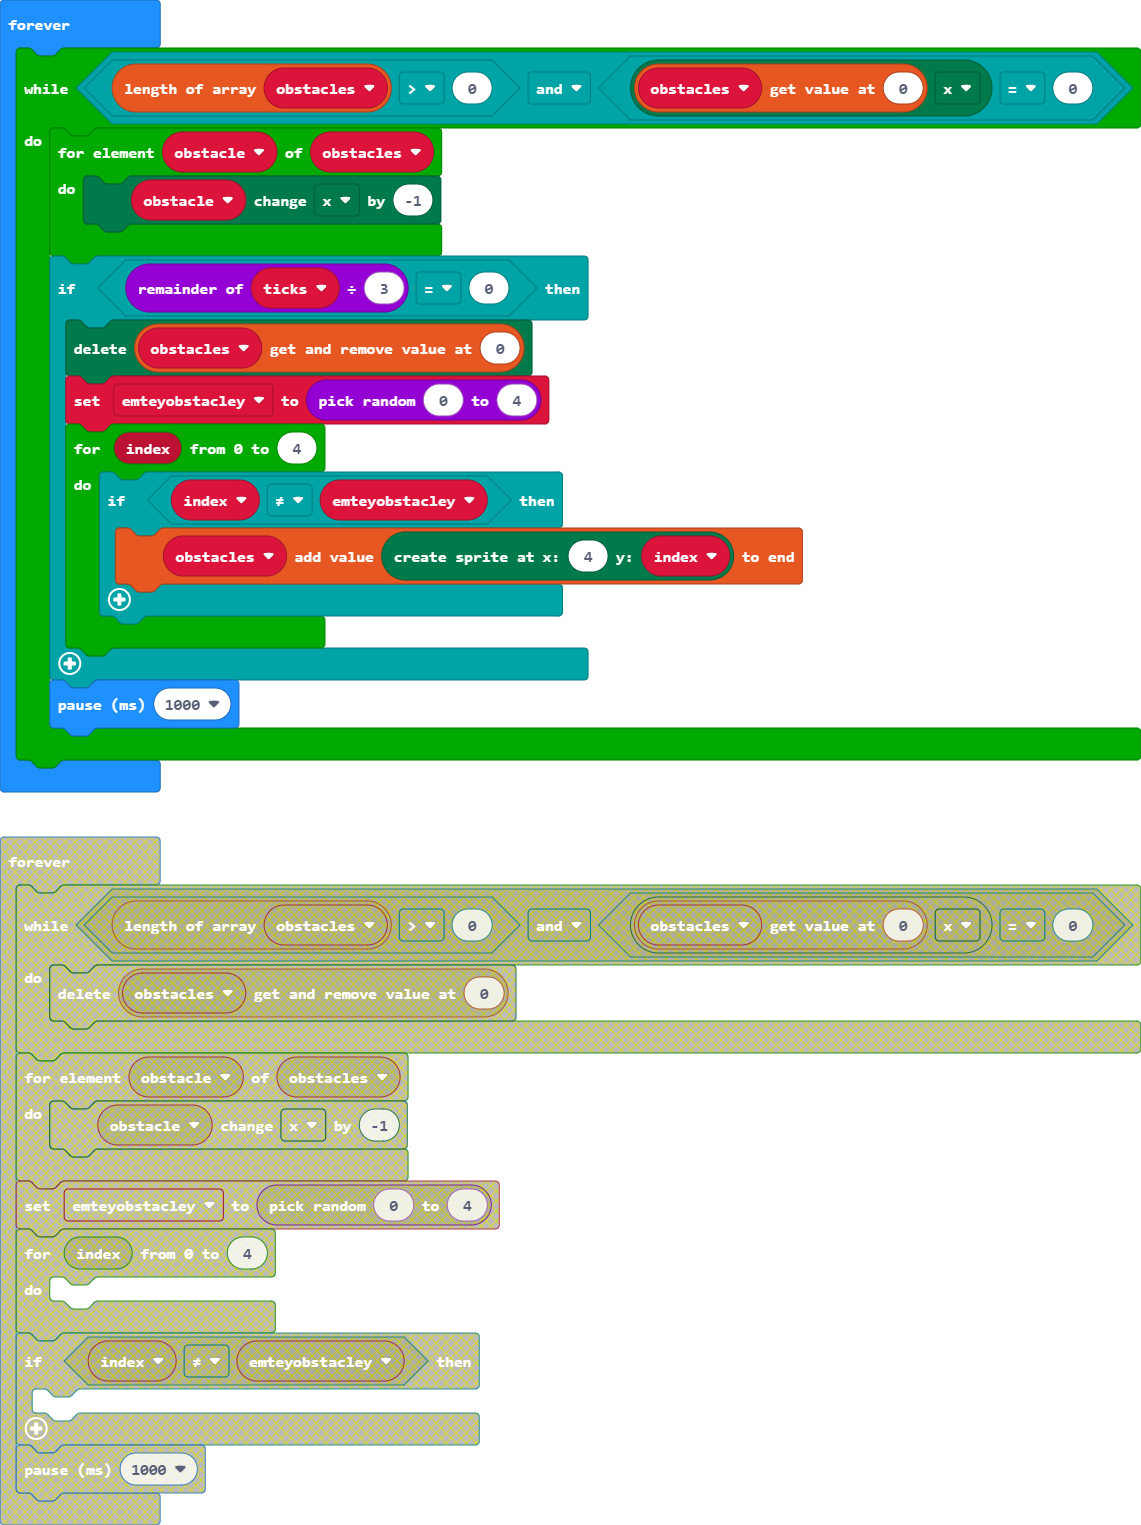 forever
while length of array obstacles > 0 and obstacles get value at 0 x = 0
do for element obstacle of obstacles
do obstacle change x by -1
if remainder of ticks ÷ 3 = 0 then
delete obstacles get and remove value at 0
set emteyobstacley to pick random 0 to 4
for index from 0 to 4
do if index ≠ emteyobstacley then
obstacles add value create sprite at x: 4 y: index to end
pause (ms) 1000
forever
while length of array obstacles > 0 and obstacles get value at 0 x = 0
do delete obstacles get and remove value at 0
for element obstacle of obstacles
do obstacle change x by -1
set emteyobstacley to pick random 0 to 4
for index from 0 to 4
do
if index ≠ emteyobstacley then
pause (ms) 1000